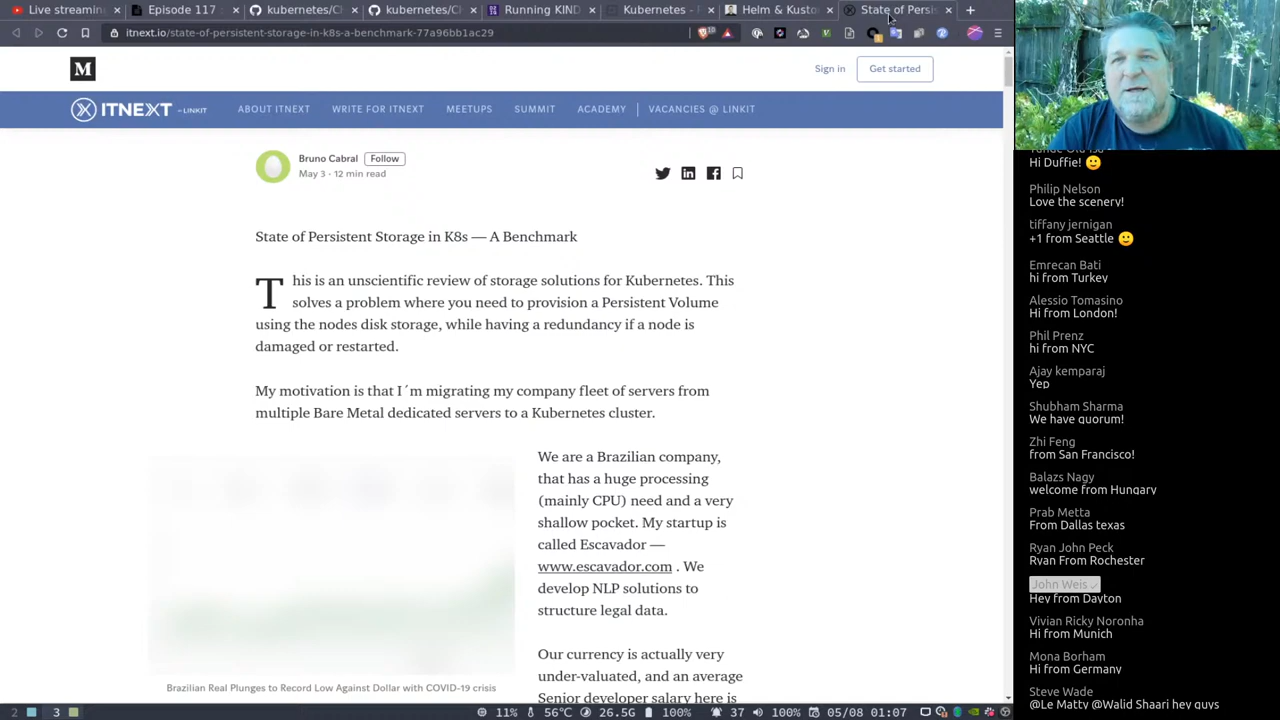 Live streaming
Episode 117 :
kubernetes/C
kubernetes/C
Running KIND
Kubernetes -
Helm & Kusto
State of Persis
itnext.io/state-of-persistent-storage-in-k8s-a-benchmark-77a96bb1ac29
M
Sign in
Get started
ITNEXT
LINKIT
ABOUT ITNEXT
WRITE FOR ITNEXT
MEETUPS
SUMMIT
ACADEMY
VACANCIES @ LINKIT
Bruno Cabral
Follow
May 3 · 12 min read
State of Persistent Storage in K8s — A Benchmark
This is an unscientific review of storage solutions for Kubernetes. This
solves a problem where you need to provision a Persistent Volume
using the nodes disk storage, while having a redundancy if a node is
damaged or restarted.
My motivation is that I´m migrating my company fleet of servers from
multiple Bare Metal dedicated servers to a Kubernetes cluster.
We are a Brazilian company,
that has a huge processing
(mainly CPU) need and a very
shallow pocket. My startup is
called Escavador —
www.escavador.com . We
develop NLP solutions to
structure legal data.
Our currency is actually very
under-valuated, and an average
Senior developer salary here is
Brazilian Real Plunges to Record Low Against Dollar with COVID-19 crisis
Hi Duffie! 🙂
Philip Nelson
Love the scenery!
tiffany jernigan
+1 from Seattle 🙂
Emrecan Bati
hi from Turkey
Alessio Tomasino
Hi from London!
Phil Prenz
hi from NYC
Ajay kemparaj
Yep
Shubham Sharma
We have quorum!
Zhi Feng
from San Francisco!
Balazs Nagy
welcome from Hungary
Prab Metta
From Dallas texas
Ryan John Peck
Ryan From Rochester
John Weis ✓
Hey from Dayton
Vivian Ricky Noronha
Hi from Munich
Mona Borham
Hi from Germany
Steve Wade
@Le Matty @Walid Shaari hey guys
2
3
11%
56℃
26.5G
100%
37
100%
05/08 01:07